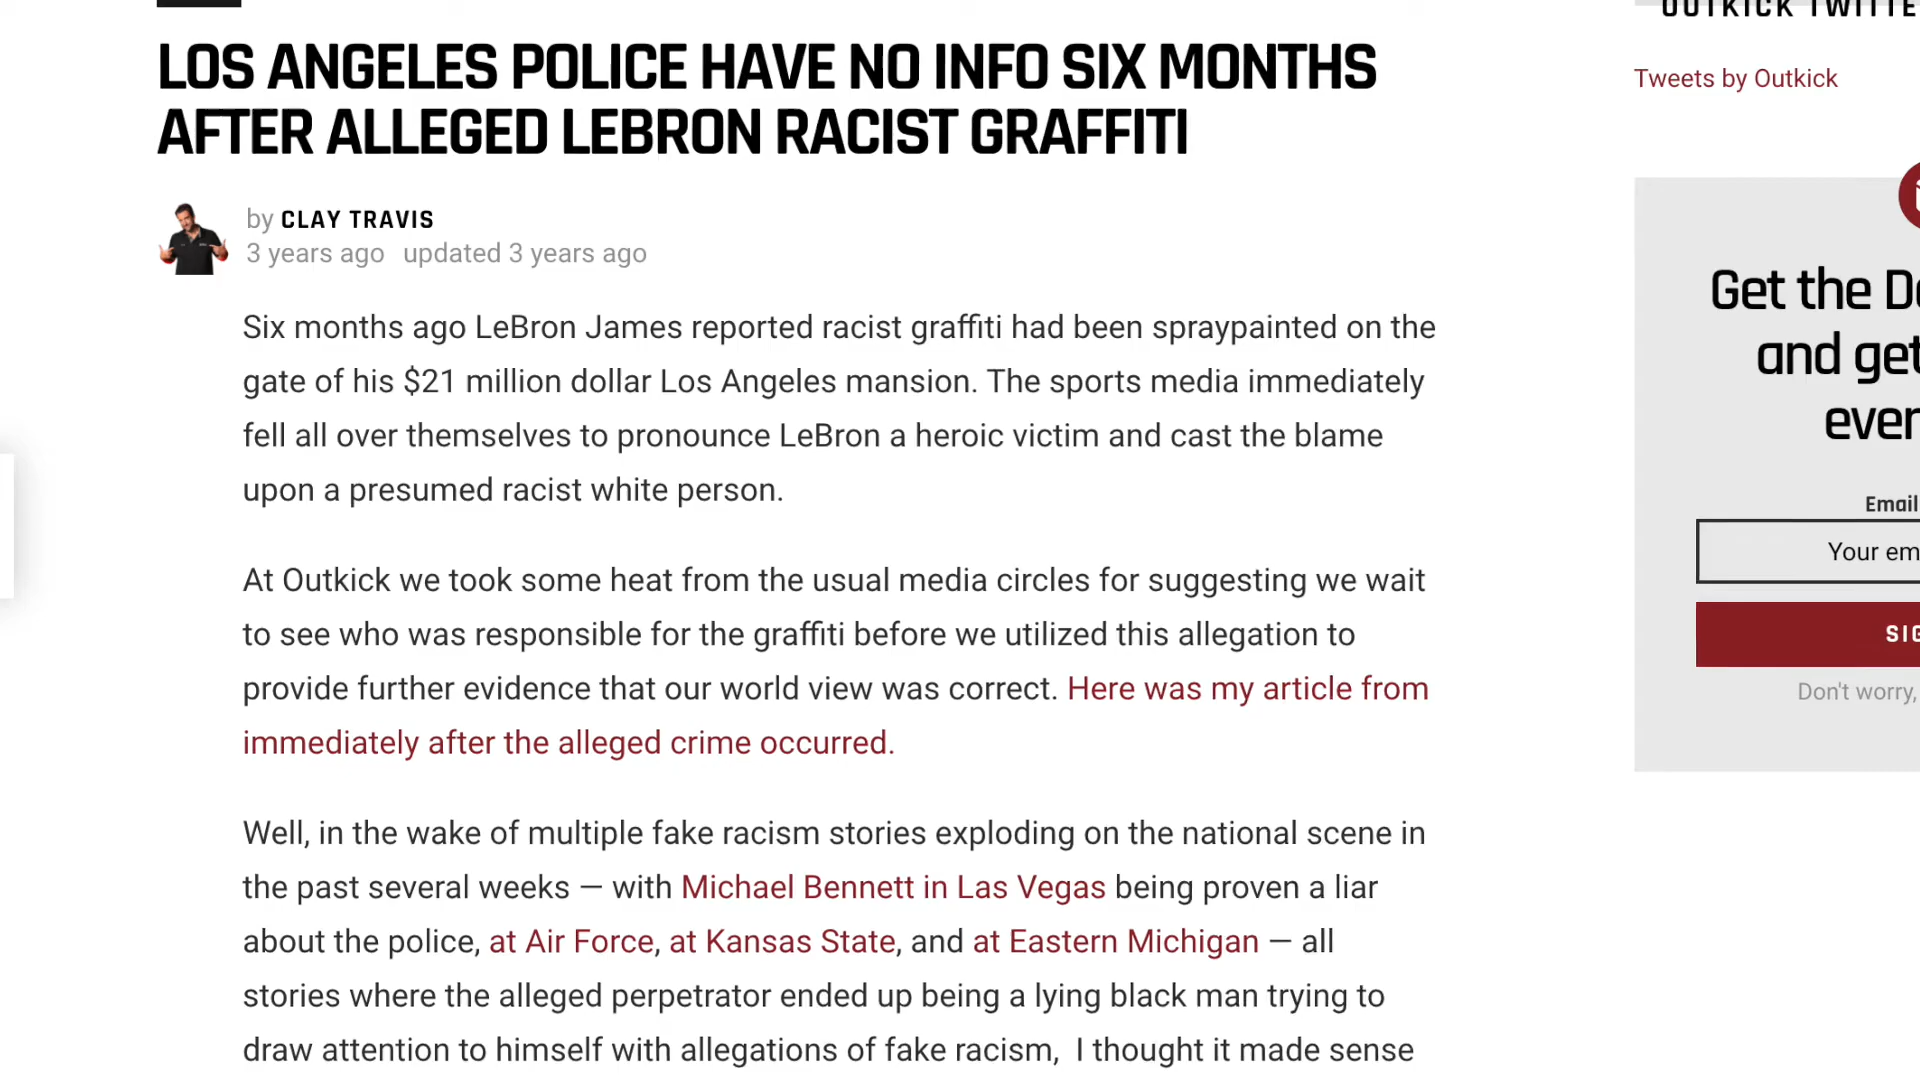 OUTKICK TWITTE
LOS ANGELES POLICE HAVE NO INFO SIX MONTHS
AFTER ALLEGED LEBRON RACIST GRAFFITI
by CLAY TRAVIS
3 years ago updated 3 years ago
Six months ago LeBron James reported racist graffiti had been spraypainted on the
gate of his $21 million dollar Los Angeles mansion. The sports media immediately
fell all over themselves to pronounce LeBron a heroic victim and cast the blame
upon a presumed racist white person.
At Outkick we took some heat from the usual media circles for suggesting we wait
to see who was responsible for the graffiti before we utilized this allegation to
provide further evidence that our world view was correct. Here was my article from
immediately after the alleged crime occurred.
Well, in the wake of multiple fake racism stories exploding on the national scene in
the past several weeks — with Michael Bennett in Las Vegas being proven a liar
about the police, at Air Force, at Kansas State, and at Eastern Michigan — all
stories where the alleged perpetrator ended up being a lying black man trying to
draw attention to himself with allegations of fake racism, I thought it made sense
Tweets by Outkick
Get the D
and get
ever
Email
Your em
SIG
Don't worry,